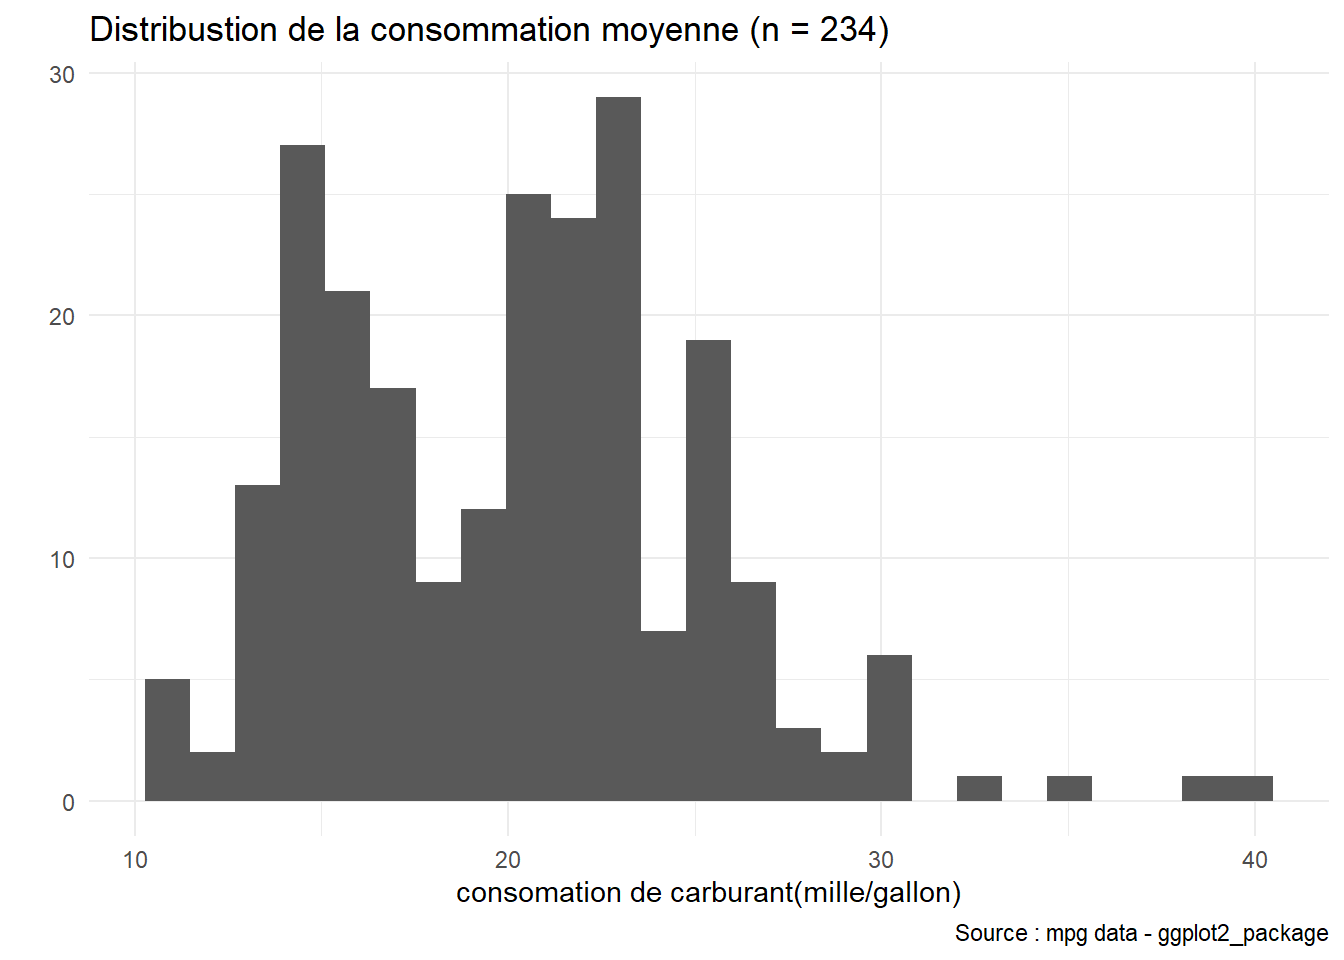 Distribustion de la consommation moyenne (n = 234)
30
20
10
0
10 20 30 40
consomation de carburant(mille/gallon)
Source : mpg data - ggplot2_package